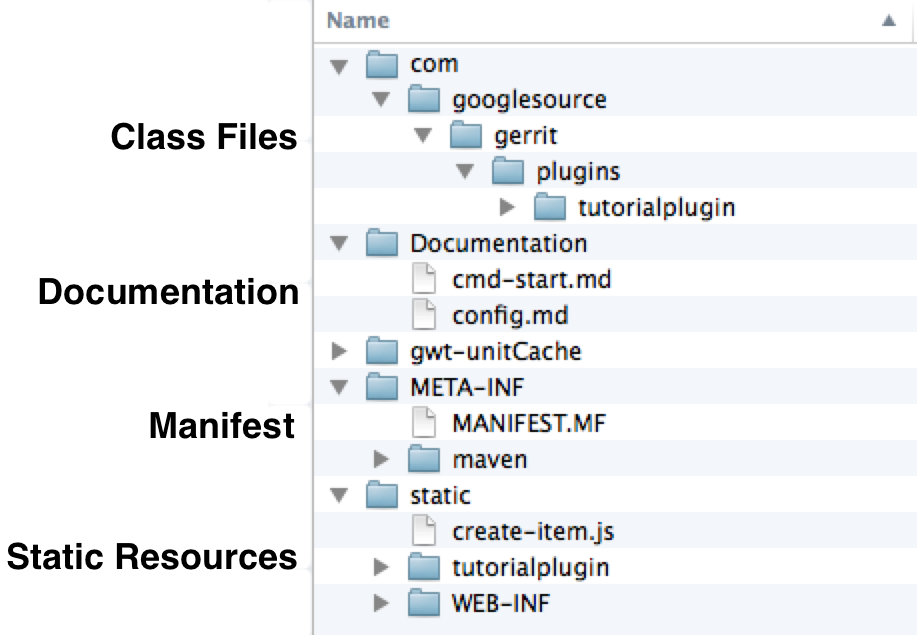 Name
com
googlesource
Class Files
gerrit
plugins
tutorialplugin
Documentation
cmd-start.md
Documentation
config.md
gwt-unitCache
META-INF
Manifest
MANIFEST.MF
maven
static
create-item.js
Static Resources
tutorialplugin
WEB-INF